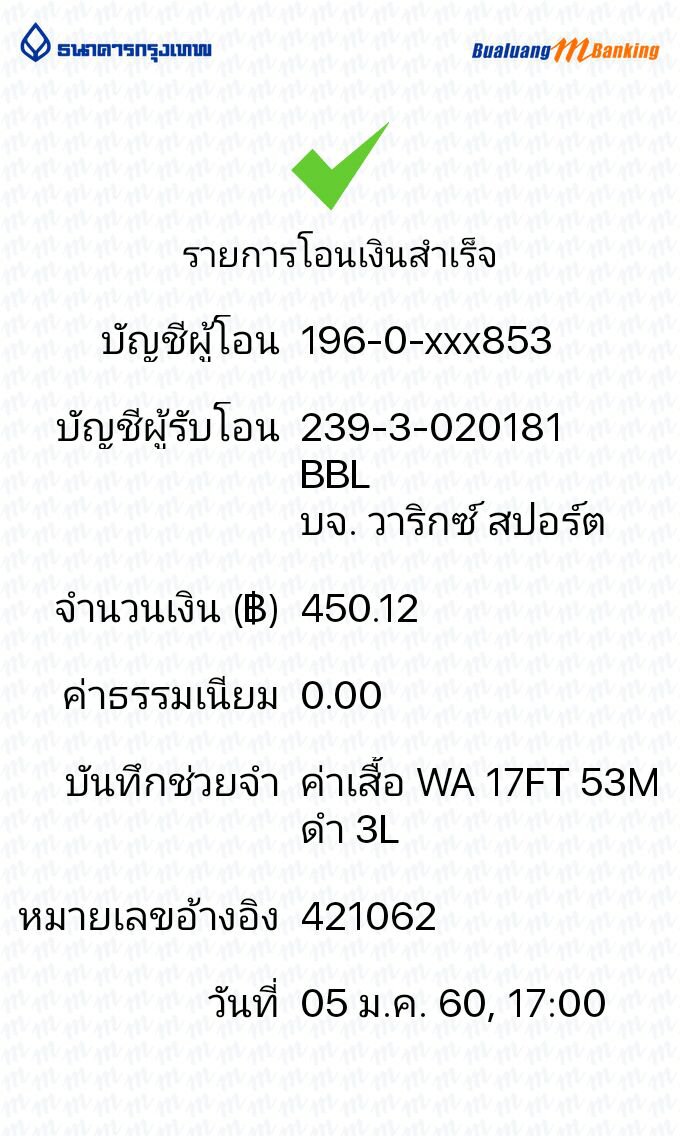 ธนาคารกรุงเทพ
Bualuang mBanking
รายการโอนเงินสำเร็จ
บัญชีผู้โอน 196-0-xxx853
บัญชีผู้รับโอน 239-3-020181
BBL
บจ. วาริกซ์ สปอร์ต
จำนวนเงิน (฿) 450.12
ค่าธรรมเนียม 0.00
บันทึกช่วยจำ ค่าเสื้อ WA 17FT 53M
ดำ 3L
หมายเลขอ้างอิง 421062
วันที่ 05 ม.ค. 60, 17:00